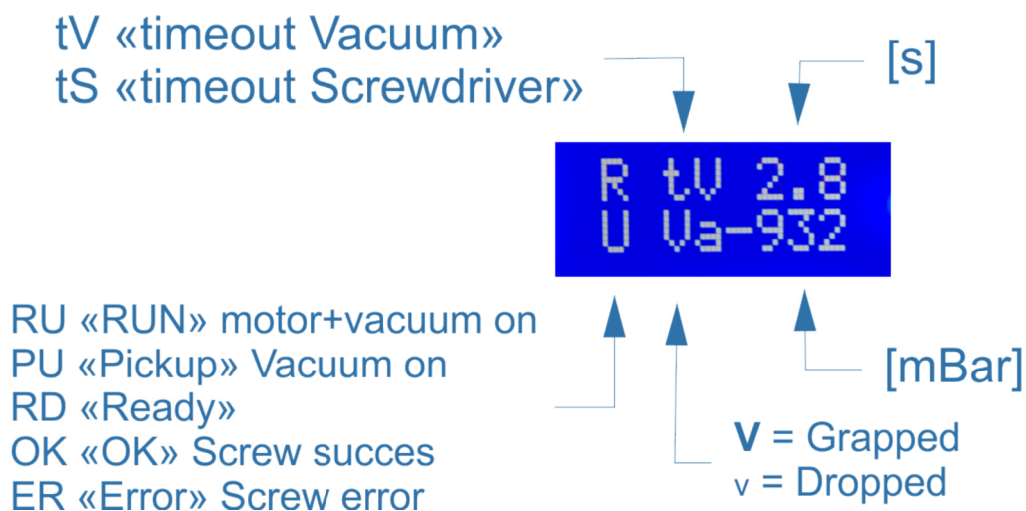 tV «timeout Vacuum»
tS «timeout Screwdriver»
[s]
R tV 2.8
U Va-932
RU «RUN» motor+vacuum on
PU «Pickup» Vacuum on
RD «Ready»
OK «OK» Screw succes
ER «Error» Screw error
[mBar]
V = Grapped
v = Dropped